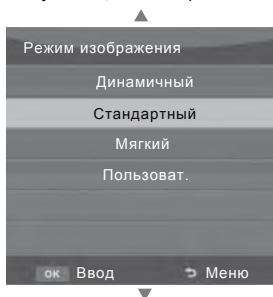 Режим изображения
Динамичный
Стандартный
Мягкий
Пользоват.
ок Ввод Меню